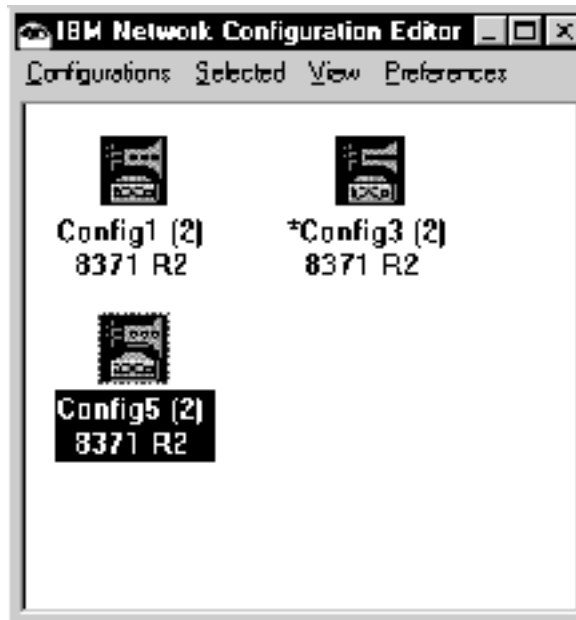 IBM Network Configuration Editor
Configurations Selected View Preferences
Config1 (2)
8371 R2
*Config3 (2)
8371 R2
Config5 (2)
8371 R2